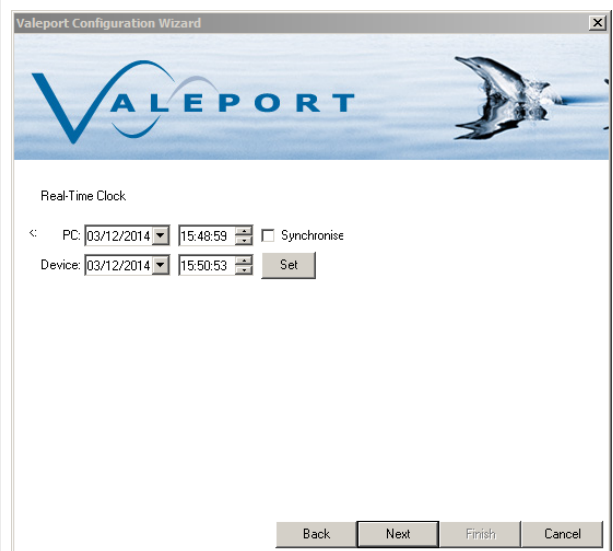 Valeport Configuration Wizard
VALEPORT
Real-Time Clock
<: PC: 03/12/2014 15:48:59 Synchronise
Device: 03/12/2014 15:50:53 Set
Back Next Finish Cancel